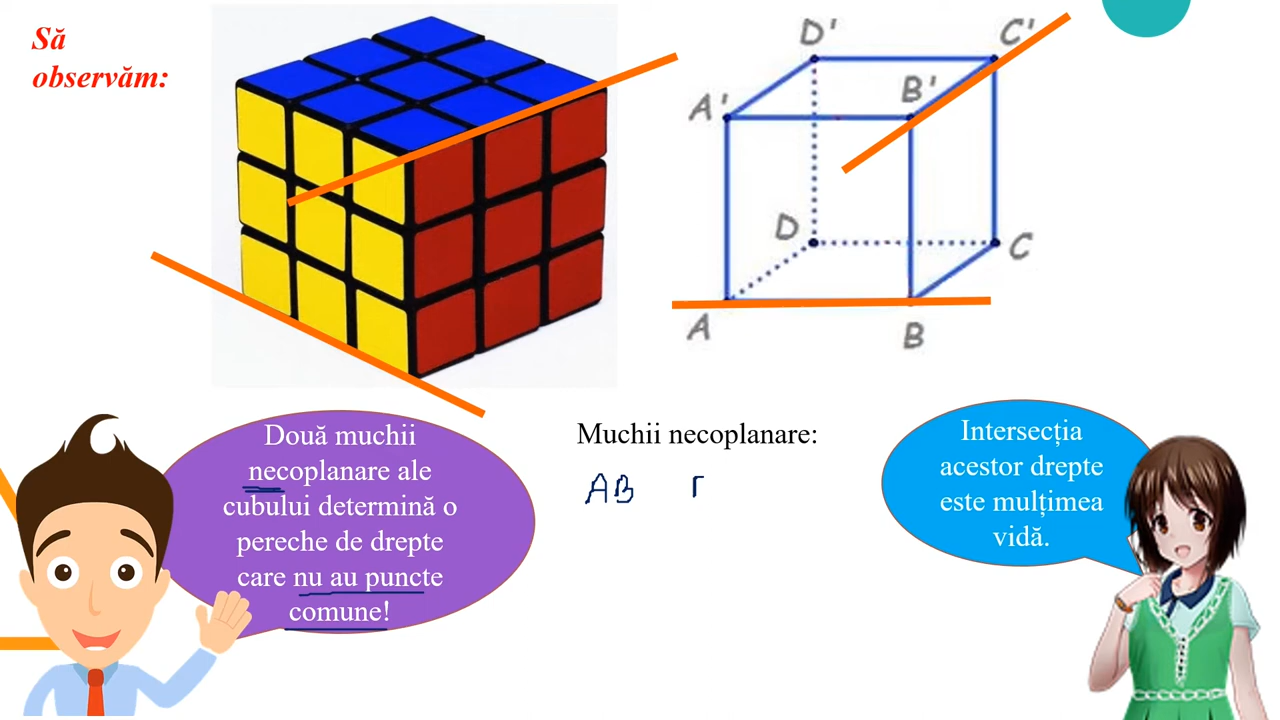 Să
observăm:
D'
C'
A'
B'
D
C
A
B
Două muchii
necoplanare ale
cubului determină o
pereche de drepte
care nu au puncte
comune!
Muchii necoplanare:
AB
Intersecția
acestor drepte
este mulțimea
vidă.